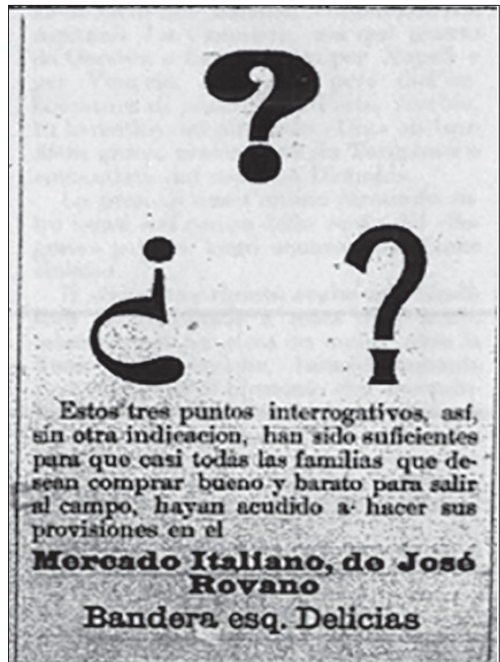 ?
¿ ?
Estos tres puntos interrogativos, así,
sin otra indicacion, han sido suficientes
para que casi todas las familias que de-
sean comprar bueno y barato para salir
al campo, hayan acudido a hacer sus
provisiones en el
Mercado Italiano, de José
Rovano
Bandera esq. Delicias